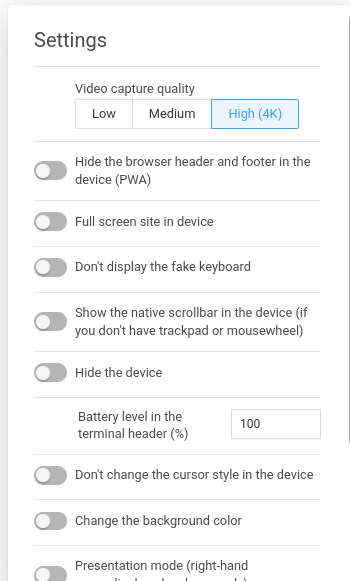 Settings
Video capture quality
Low Medium High (4K)
Hide the browser header and footer in the
device (PWA)
Full screen site in device
Don't display the fake keyboard
Show the native scrollbar in the device (if
you don't have trackpad or mousewheel)
Hide the device
Battery level in the
terminal header (%)
100
Don't change the cursor style in the device
Change the background color
Presentation mode (right-hand